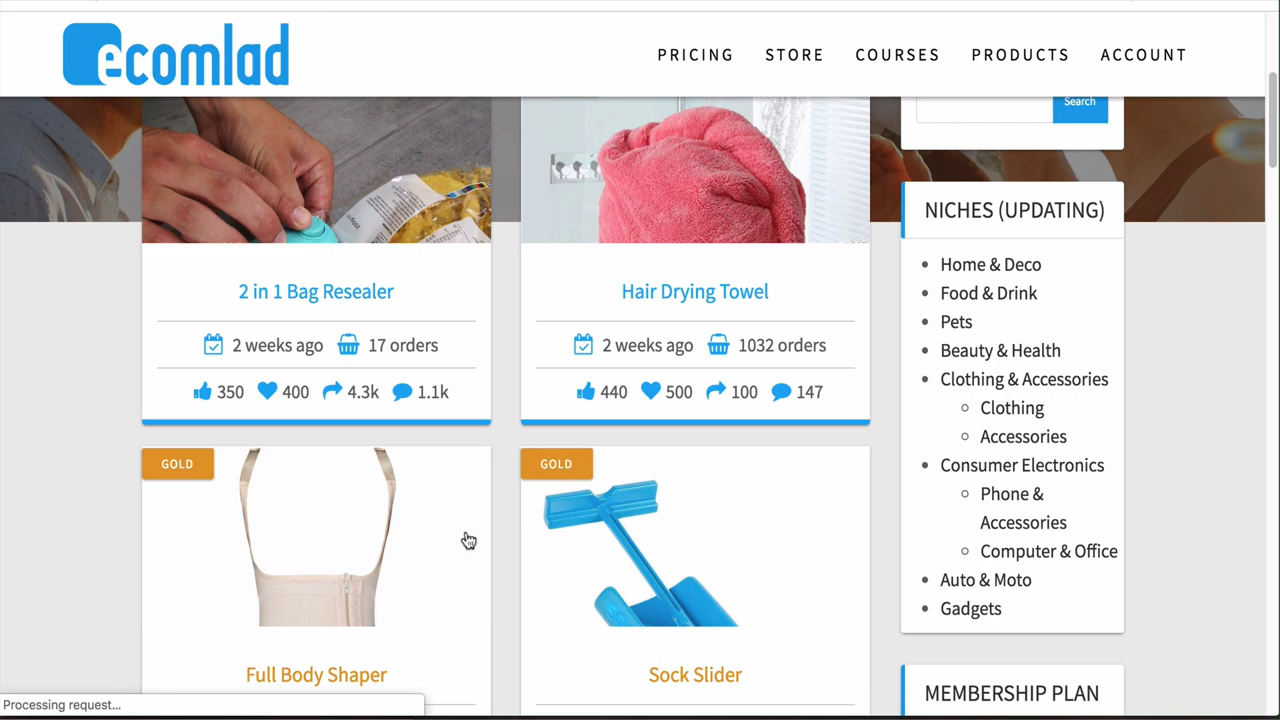 ecomlad
PRICING STORE COURSES PRODUCTS ACCOUNT
Search
2 in 1 Bag Resealer
2 weeks ago 17 orders
350 400 4.3k 1.1k
Hair Drying Towel
2 weeks ago 1032 orders
440 500 100 147
GOLD
Full Body Shaper
GOLD
Sock Slider
NICHES (UPDATING)
Home & Deco
Food & Drink
Pets
Beauty & Health
Clothing & Accessories
Clothing
Accessories
Consumer Electronics
Phone &
Accessories
Computer & Office
Auto & Moto
Gadgets
MEMBERSHIP PLAN
Processing request...